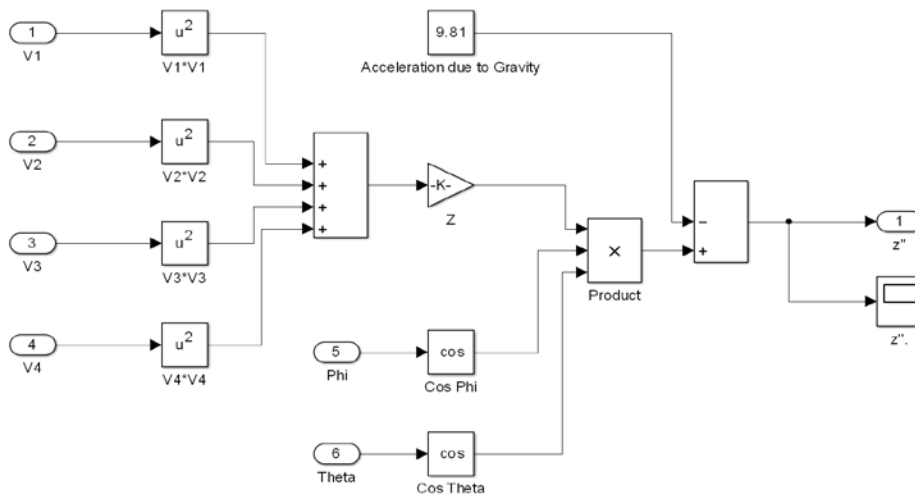 1
V1
u²
V1*V1
9.81
Acceleration due to Gravity
2
V2
u²
V2*V2
+
+
+
+
-K-
Z
3
V3
u²
V3*V3
×
Product
−
+
1
z"
z".
4
V4
u²
V4*V4
5
Phi
cos
Cos Phi
6
Theta
cos
Cos Theta